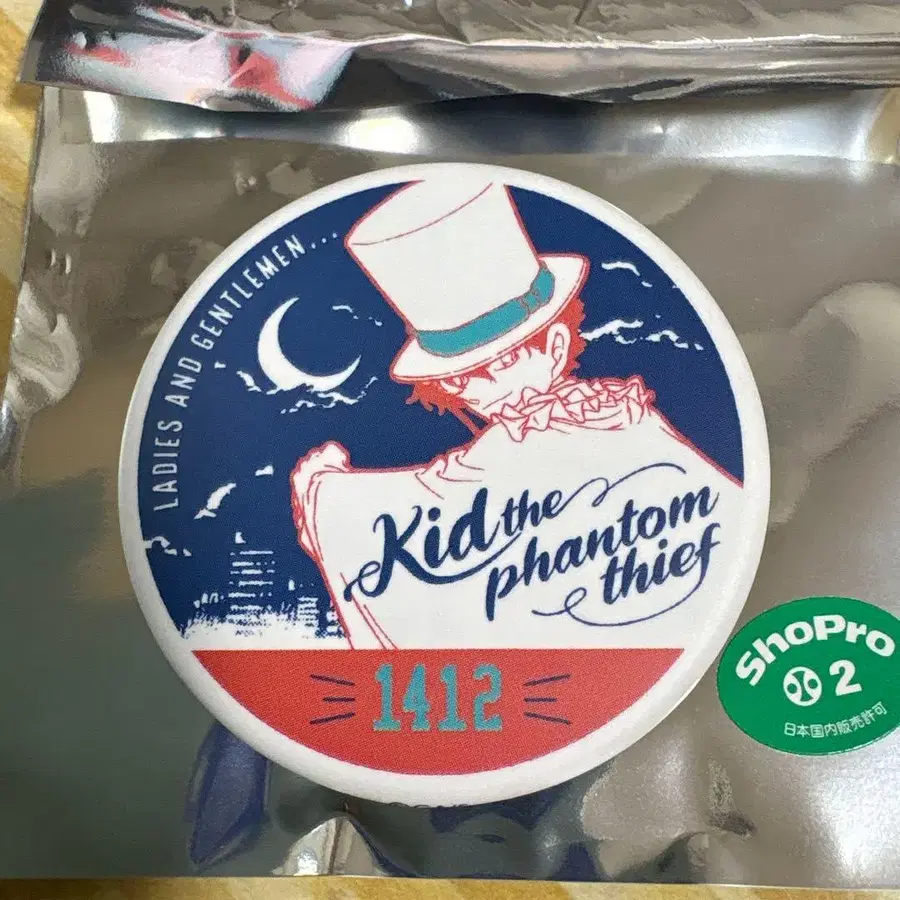 LADIES AND GENTLEMEN...
Kid the
phantom
thief
1412
ShoPro
2
日本国内販売許可